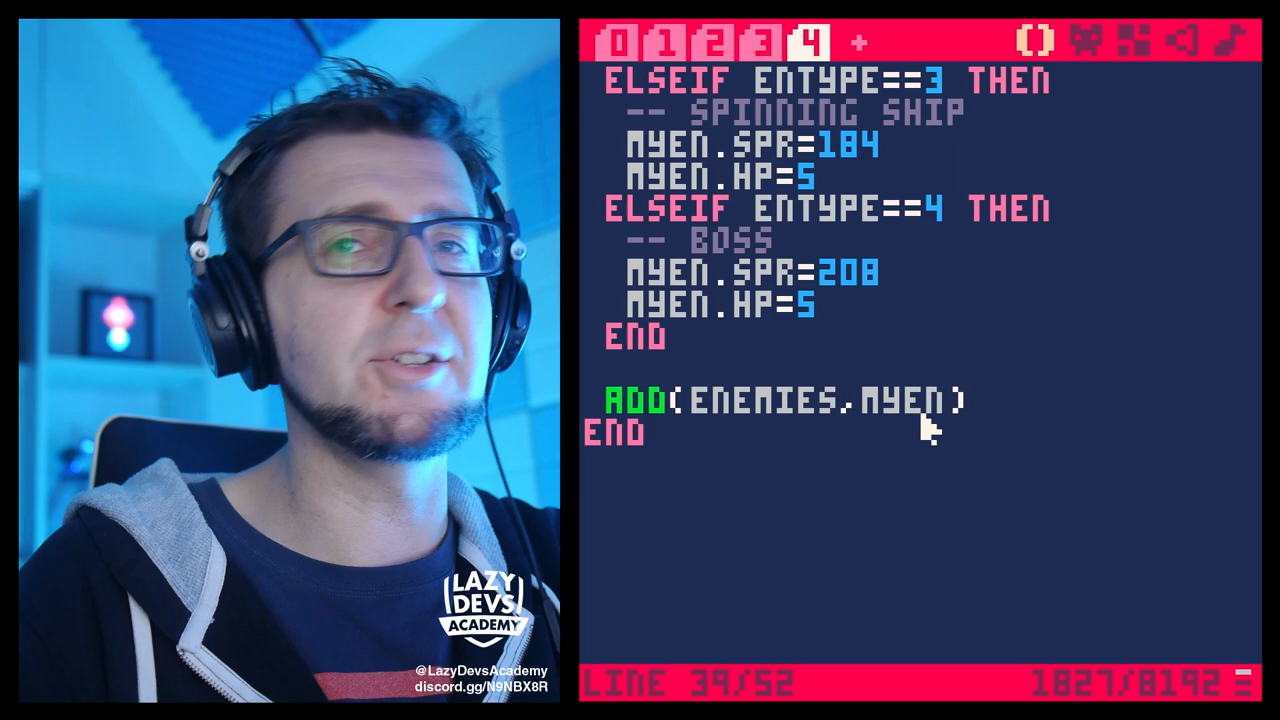 0 1 2 3 4 +
ELSEIF ENTYPE==3 THEN
-- SPINNING SHIP
MYEN.SPR=184
MYEN.HP=5
ELSEIF ENTYPE==4 THEN
-- BOSS
MYEN.SPR=208
MYEN.HP=5
END
ADD(ENEMIES,MYEN)
END
LINE 39/52
1827/8192
LAZY
DEVS
ACADEMY
@LazyDevsAcademy
discord.gg/N9NBX8R